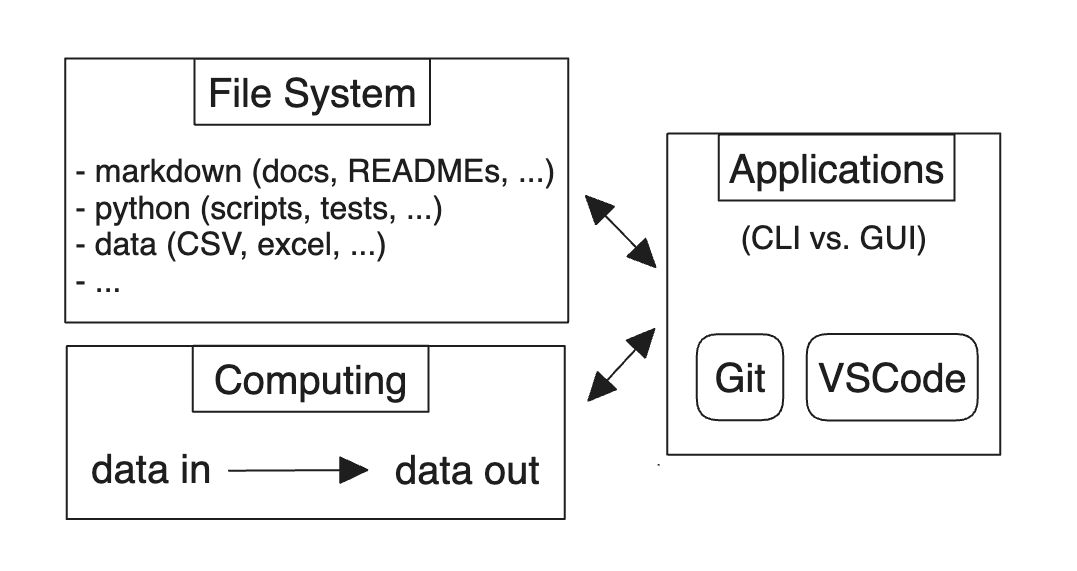 File System
- markdown (docs, READMEs, ...)
- python (scripts, tests, ...)
- data (CSV, excel, ...)
- ...
Computing
data in
data out
Applications
(CLI vs. GUI)
Git
VSCode